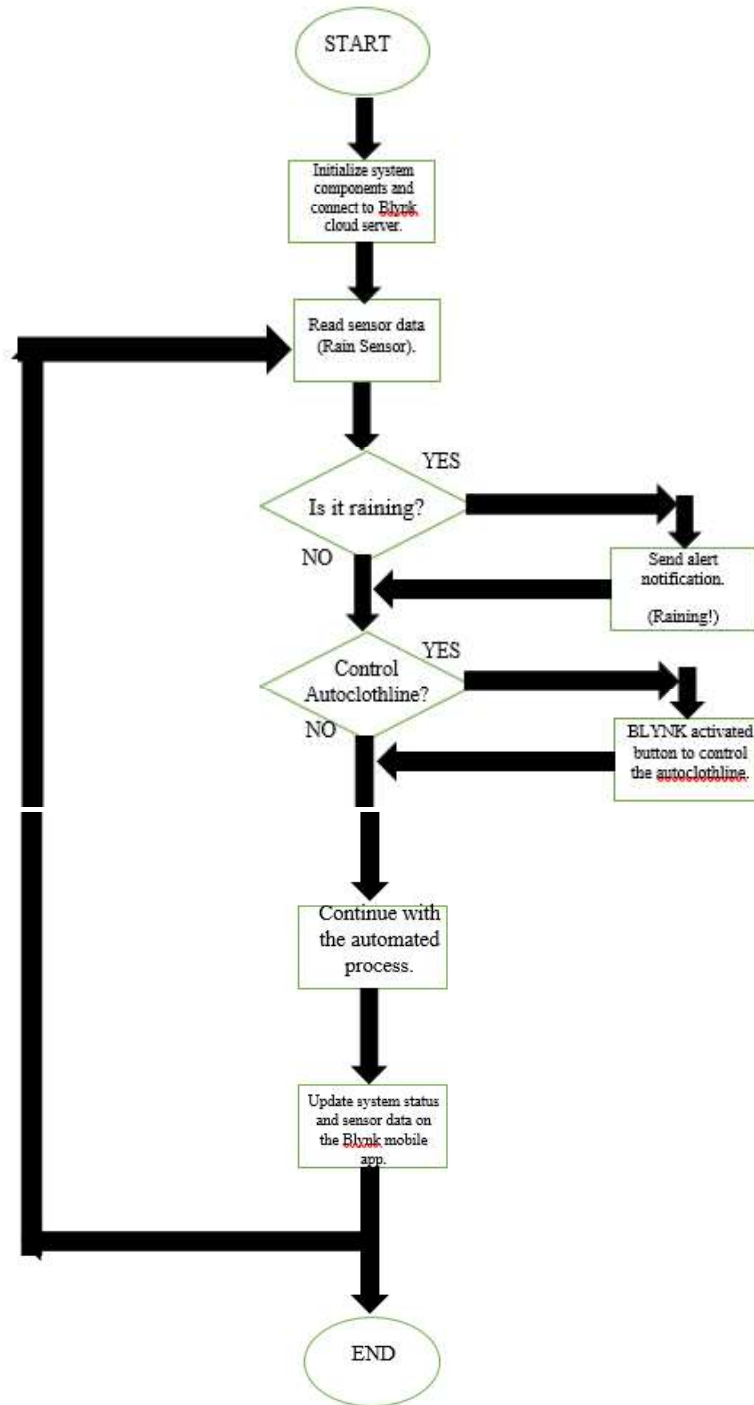 START
Initialize system
components and
connect to Blynk
cloud server.
Read sensor data
(Rain Sensor).
YES
Is it raining?
NO
Send alert
notification.
(Raining!)
YES
Control
Autoclothline?
NO
BLYNK activated
button to control
the autoclothline.
Continue with
the automated
process.
Update system status
and sensor data on
the Blynk mobile
app.
END